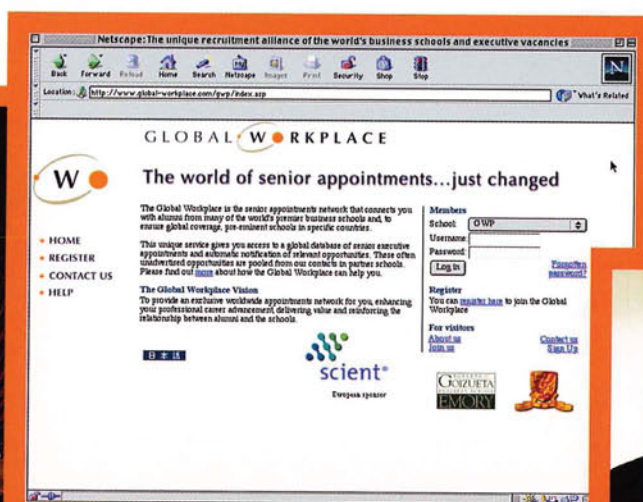 Netscape: The unique recruitment alliance of the world's business schools and executive vacancies
Back Forward Reload Home Search Netscape Images Print Security Shop Stop
Location: http://www.global-workplace.com/gwp/index.asp What's Related
GLOBAL WORKPLACE
W
The world of senior appointments...just changed
HOME
REGISTER
CONTACT US
HELP
The Global Workplace is the senior appointments network that connects you
with alumni from many of the world's premier business schools and, to
ensure global coverage, pre-eminent schools in specific countries.
This unique service gives you access to a global database of senior executive
appointments and automatic notification of relevant opportunities. These often
unadvertised opportunities are pooled from our contacts in partner schools.
Please find out more about how the Global Workplace can help you.
The Global Workplace Vision
To provide an exclusive worldwide appointments network for you, enhancing
your professional career advancement, delivering value and reinforcing the
relationship between alumni and the schools.
Members
School: GWP
Username
Password
Log in
Forgotten
password?
Register
You can register here to join the Global
Workplace
For visitors
About us Contact us
Join us Sign Up
日本語
scient
European sponsor
GOIZUETA
EMORY